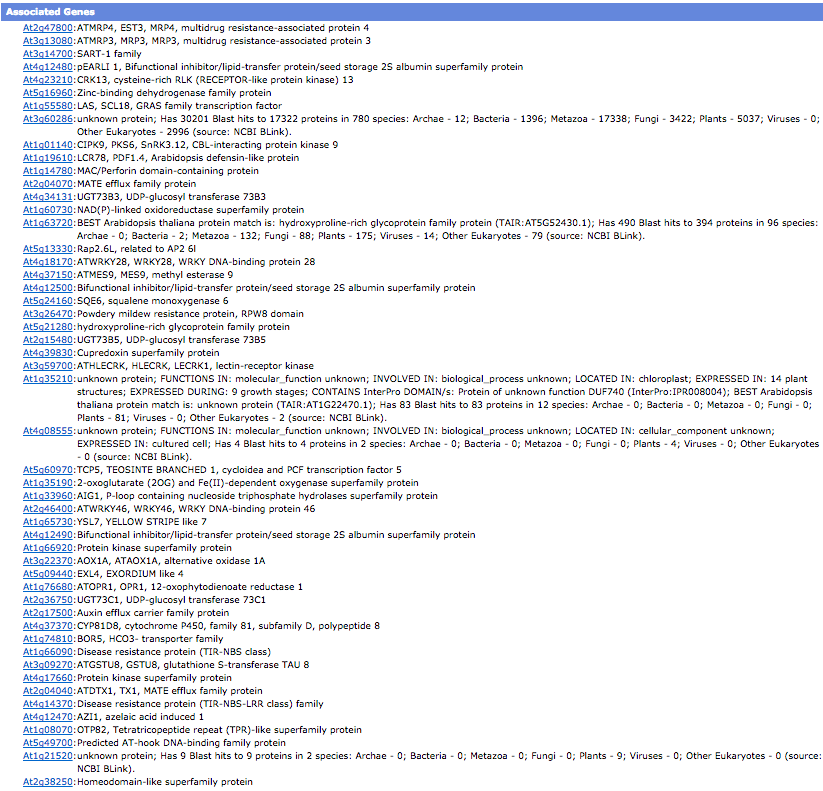 Associated Genes
At2g47800:ATMRP4, EST3, MRP4, multidrug resistance-associated protein 4
At3g13080:ATMRP3, MRP3, MRP3, multidrug resistance-associated protein 3
At3g14700:SART-1 family
At4g12480:pEARLI 1, Bifunctional inhibitor/lipid-transfer protein/seed storage 2S albumin superfamily protein
At4g23210:CRK13, cysteine-rich RLK (RECEPTOR-like protein kinase) 13
At5g16960:Zinc-binding dehydrogenase family protein
At1g55580:LAS, SCL18, GRAS family transcription factor
At3g60286:unknown protein; Has 30201 Blast hits to 17322 proteins in 780 species: Archae - 12; Bacteria - 1396; Metazoa - 17338; Fungi - 3422; Plants - 5037; Viruses - 0;
Other Eukaryotes - 2996 (source: NCBI BLink).
At1g01140:CIPK9, PKS6, SnRK3.12, CBL-interacting protein kinase 9
At1g19610:LCR78, PDF1.4, Arabidopsis defensin-like protein
At1g14780:MAC/Perforin domain-containing protein
At2g04070:MATE efflux family protein
At4g34131:UGT73B3, UDP-glucosyl transferase 73B3
At1g60730:NAD(P)-linked oxidoreductase superfamily protein
At1g63720:BEST Arabidopsis thaliana protein match is: hydroxyproline-rich glycoprotein family protein (TAIR:AT5G52430.1); Has 490 Blast hits to 394 proteins in 96 species:
Archae - 0; Bacteria - 2; Metazoa - 132; Fungi - 88; Plants - 175; Viruses - 14; Other Eukaryotes - 79 (source: NCBI BLink).
At5g13330:Rap2.6L, related to AP2 6l
At4g18170:ATWRKY28, WRKY28, WRKY DNA-binding protein 28
At4g37150:ATMES9, MES9, methyl esterase 9
At4g12500:Bifunctional inhibitor/lipid-transfer protein/seed storage 2S albumin superfamily protein
At5g24160:SQE6, squalene monoxygenase 6
At3g26470:Powdery mildew resistance protein, RPW8 domain
At5g21280:hydroxyproline-rich glycoprotein family protein
At2g15480:UGT73B5, UDP-glucosyl transferase 73B5
At4g39830:Cupredoxin superfamily protein
At3g59700:ATHLECRK, HLECRK, LECRK1, lectin-receptor kinase
At1g35210:unknown protein; FUNCTIONS IN: molecular_function unknown; INVOLVED IN: biological_process unknown; LOCATED IN: chloroplast; EXPRESSED IN: 14 plant
structures; EXPRESSED DURING: 9 growth stages; CONTAINS InterPro DOMAIN/s: Protein of unknown function DUF740 (InterPro:IPR008004); BEST Arabidopsis
thaliana protein match is: unknown protein (TAIR:AT1G22470.1); Has 83 Blast hits to 83 proteins in 12 species: Archae - 0; Bacteria - 0; Metazoa - 0; Fungi - 0;
Plants - 81; Viruses - 0; Other Eukaryotes - 2 (source: NCBI BLink).
At4g08555:unknown protein; FUNCTIONS IN: molecular_function unknown; INVOLVED IN: biological_process unknown; LOCATED IN: cellular_component unknown;
EXPRESSED IN: cultured cell; Has 4 Blast hits to 4 proteins in 2 species: Archae - 0; Bacteria - 0; Metazoa - 0; Fungi - 0; Plants - 4; Viruses - 0; Other Eukaryotes
- 0 (source: NCBI BLink).
At5g60970:TCP5, TEOSINTE BRANCHED 1, cycloidea and PCF transcription factor 5
At1g35190:2-oxoglutarate (2OG) and Fe(II)-dependent oxygenase superfamily protein
At1g33960:AIG1, P-loop containing nucleoside triphosphate hydrolases superfamily protein
At2g46400:ATWRKY46, WRKY46, WRKY DNA-binding protein 46
At1g65730:YSL7, YELLOW STRIPE like 7
At4g12490:Bifunctional inhibitor/lipid-transfer protein/seed storage 2S albumin superfamily protein
At1g66920:Protein kinase superfamily protein
At3g22370:AOX1A, ATAOX1A, alternative oxidase 1A
At5g09440:EXL4, EXORDIUM like 4
At1g76680:ATOPR1, OPR1, 12-oxophytodienoate reductase 1
At2g36750:UGT73C1, UDP-glucosyl transferase 73C1
At2g17500:Auxin efflux carrier family protein
At4g37370:CYP81D8, cytochrome P450, family 81, subfamily D, polypeptide 8
At1g74810:BOR5, HCO3- transporter family
At1g66090:Disease resistance protein (TIR-NBS class)
At3g09270:ATGSTU8, GSTU8, glutathione S-transferase TAU 8
At4g17660:Protein kinase superfamily protein
At2g04040:ATDTX1, TX1, MATE efflux family protein
At4g14370:Disease resistance protein (TIR-NBS-LRR class) family
At4g12470:AZI1, azelaic acid induced 1
At1g08070:OTP82, Tetratricopeptide repeat (TPR)-like superfamily protein
At5g49700:Predicted AT-hook DNA-binding family protein
At1g21520:unknown protein; Has 9 Blast hits to 9 proteins in 2 species: Archae - 0; Bacteria - 0; Metazoa - 0; Fungi - 0; Plants - 9; Viruses - 0; Other Eukaryotes - 0 (source:
NCBI BLink).
At2g38250:Homeodomain-like superfamily protein